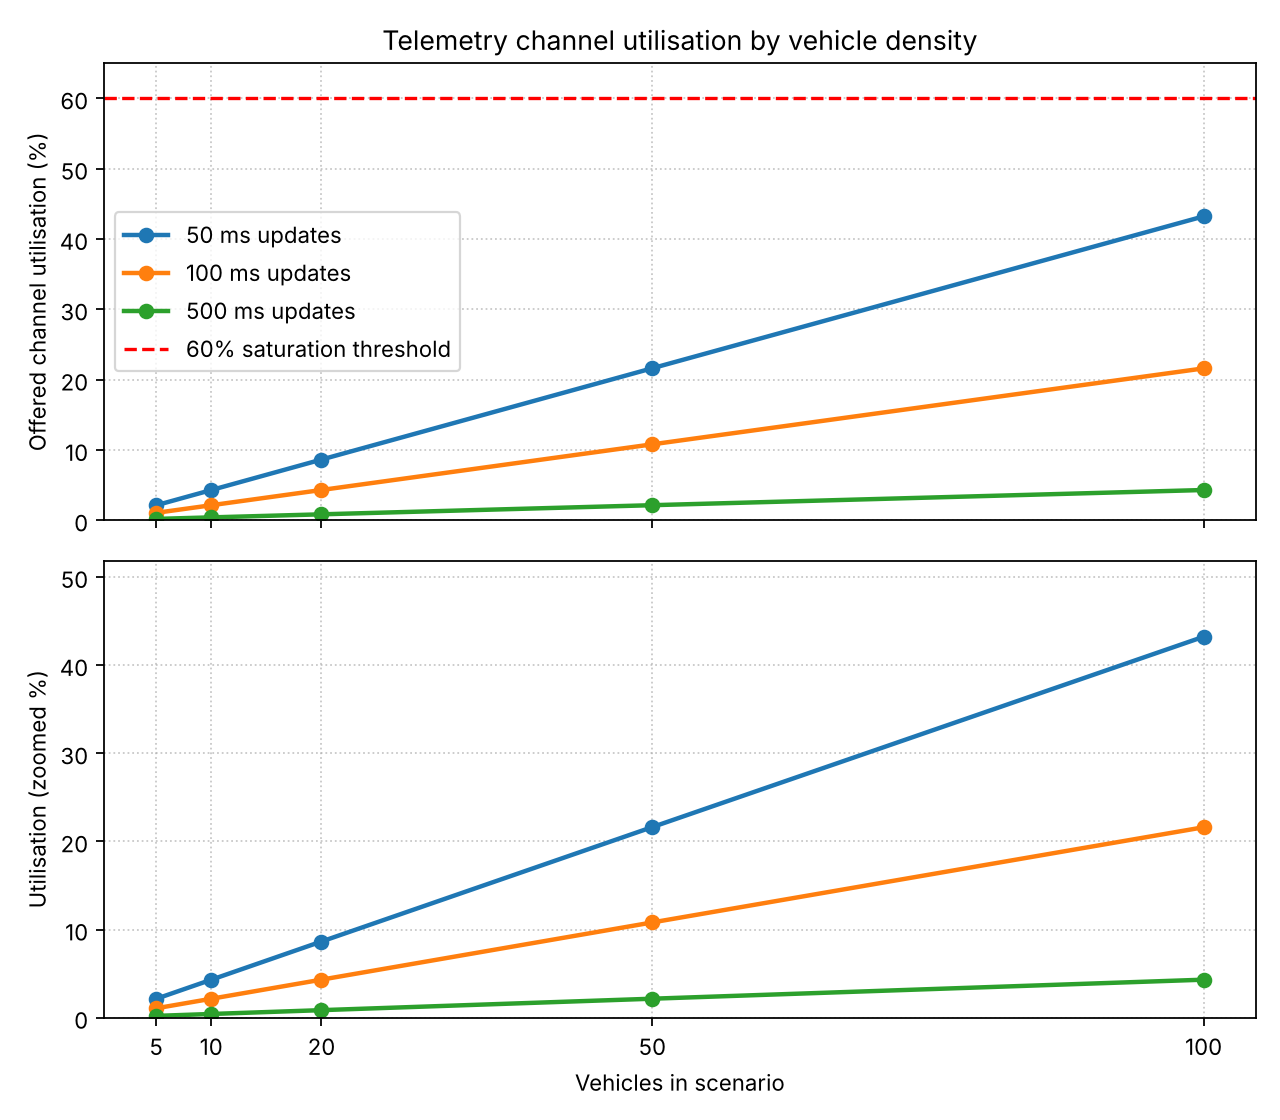 Telemetry channel utilisation by vehicle density
Offered channel utilisation (%)
60
50
40
30
20
10
0
50 ms updates
100 ms updates
500 ms updates
60% saturation threshold
Utilisation (zoomed %)
50
40
30
20
10
0
5 10 20 50 100
Vehicles in scenario